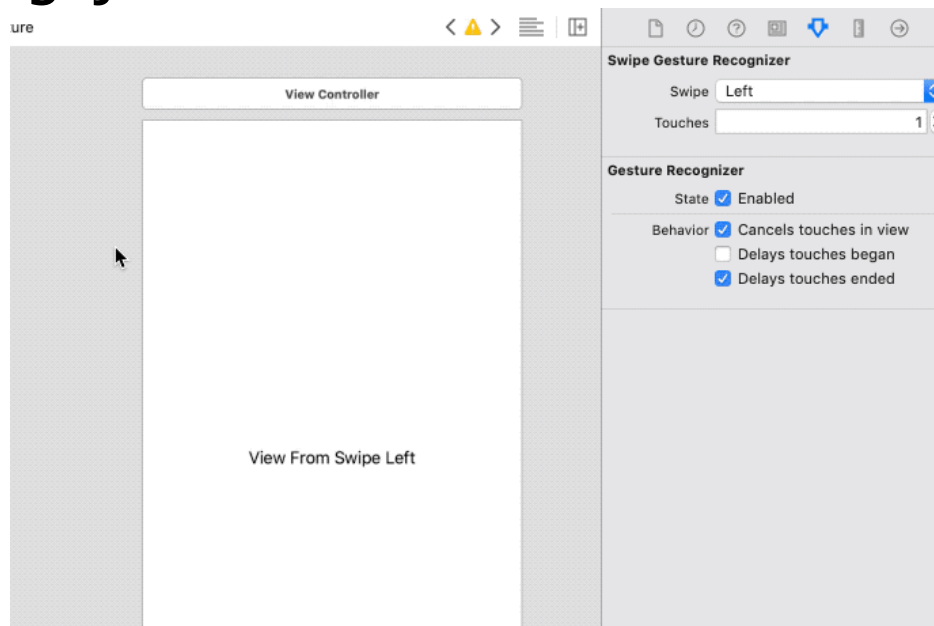 ure
View Controller
View From Swipe Left
Swipe Gesture Recognizer
Swipe Left
Touches 1
Gesture Recognizer
State Enabled
Behavior Cancels touches in view
Delays touches began
Delays touches ended